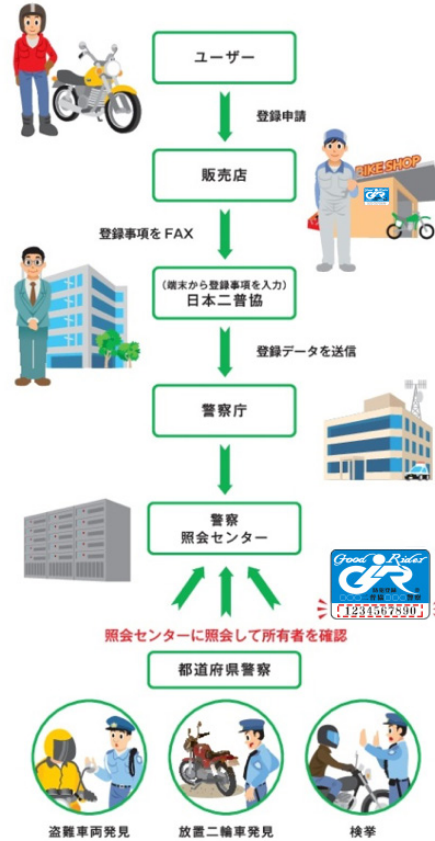 ユーザー
登録申請
BIKE SHOP
販売店
登録事項をFAX
(端末から登録事項を入力)
日本二普協
登録データを送信
警察庁
警察
照会センター
Good Rider
GR
1234567890
照会センターに照会して所有者を確認
都道府県警察
盗難車両発見
放置二輪車発見
検挙